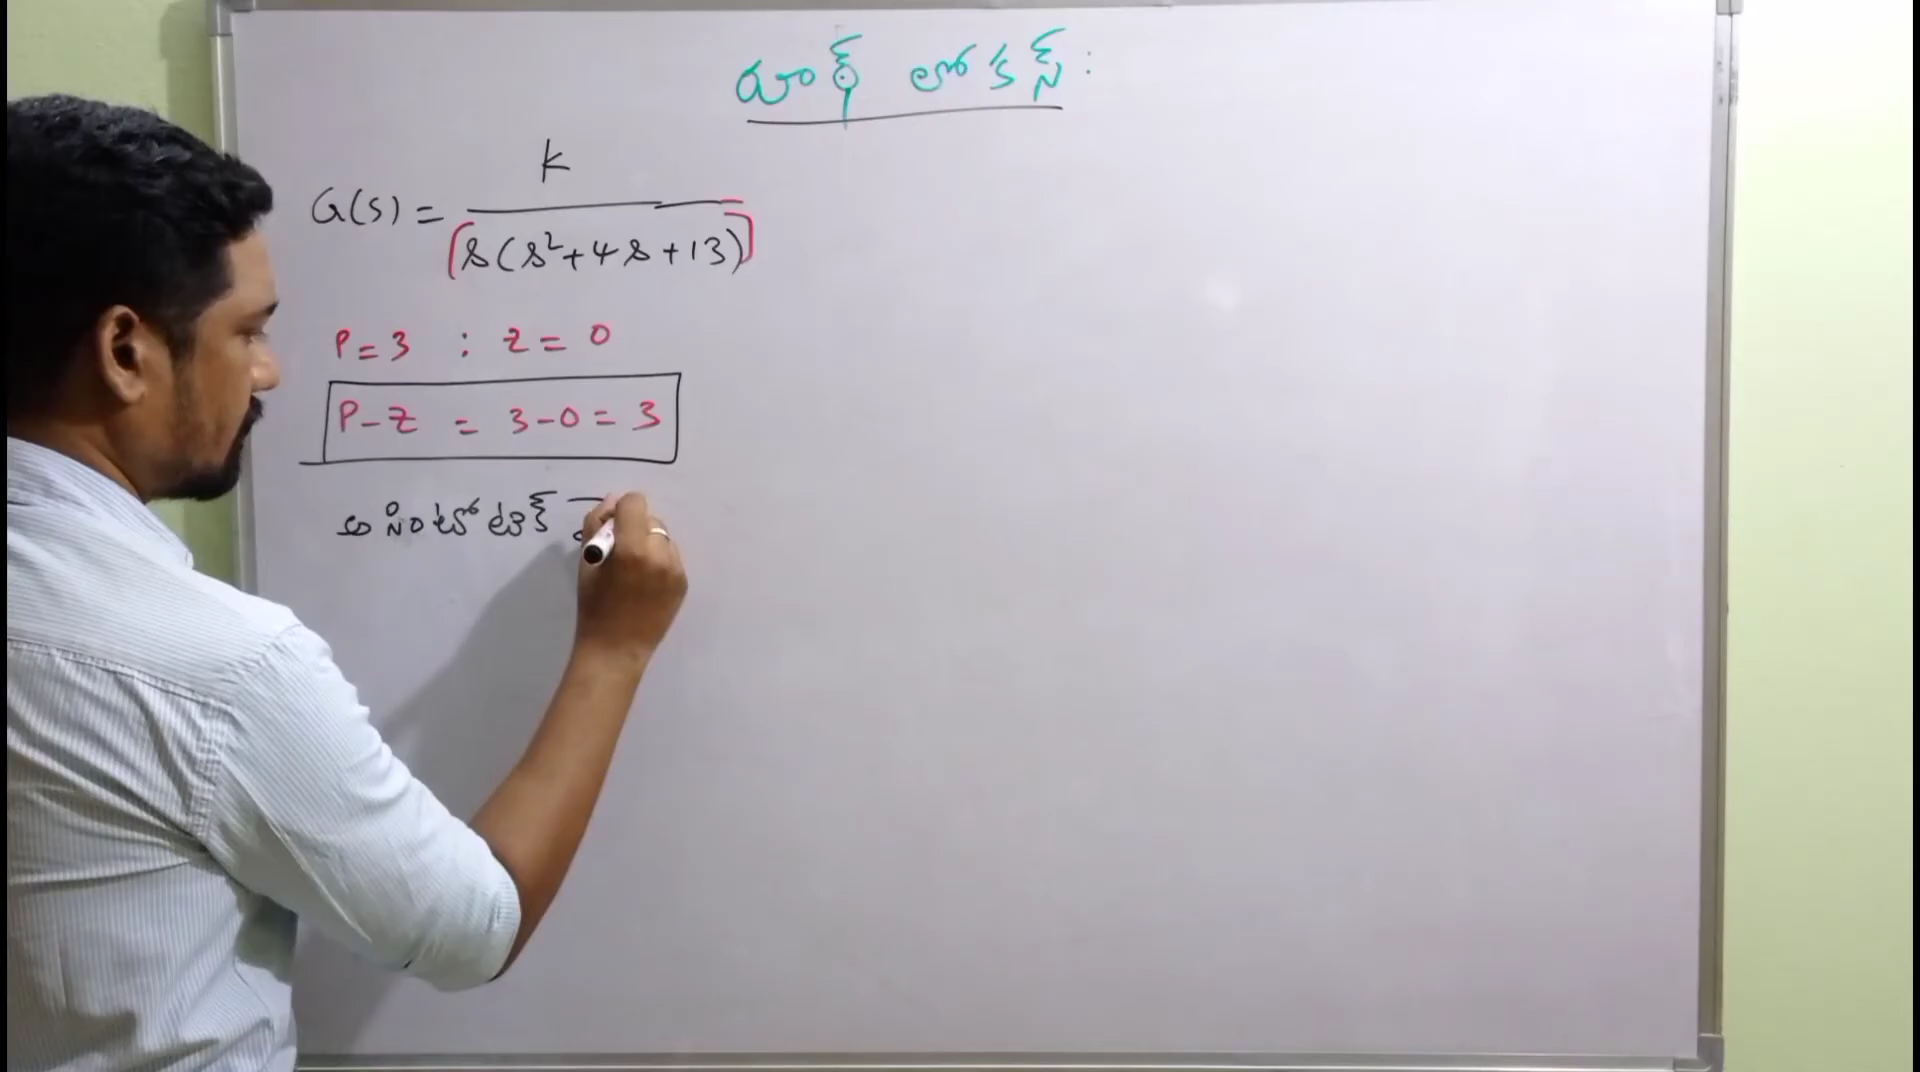 రూట్ లోకస్:
G(s) = K / [s(s²+4s+13)]
P=3 : Z=0
P-Z = 3-0 = 3
అసింటోటిక్